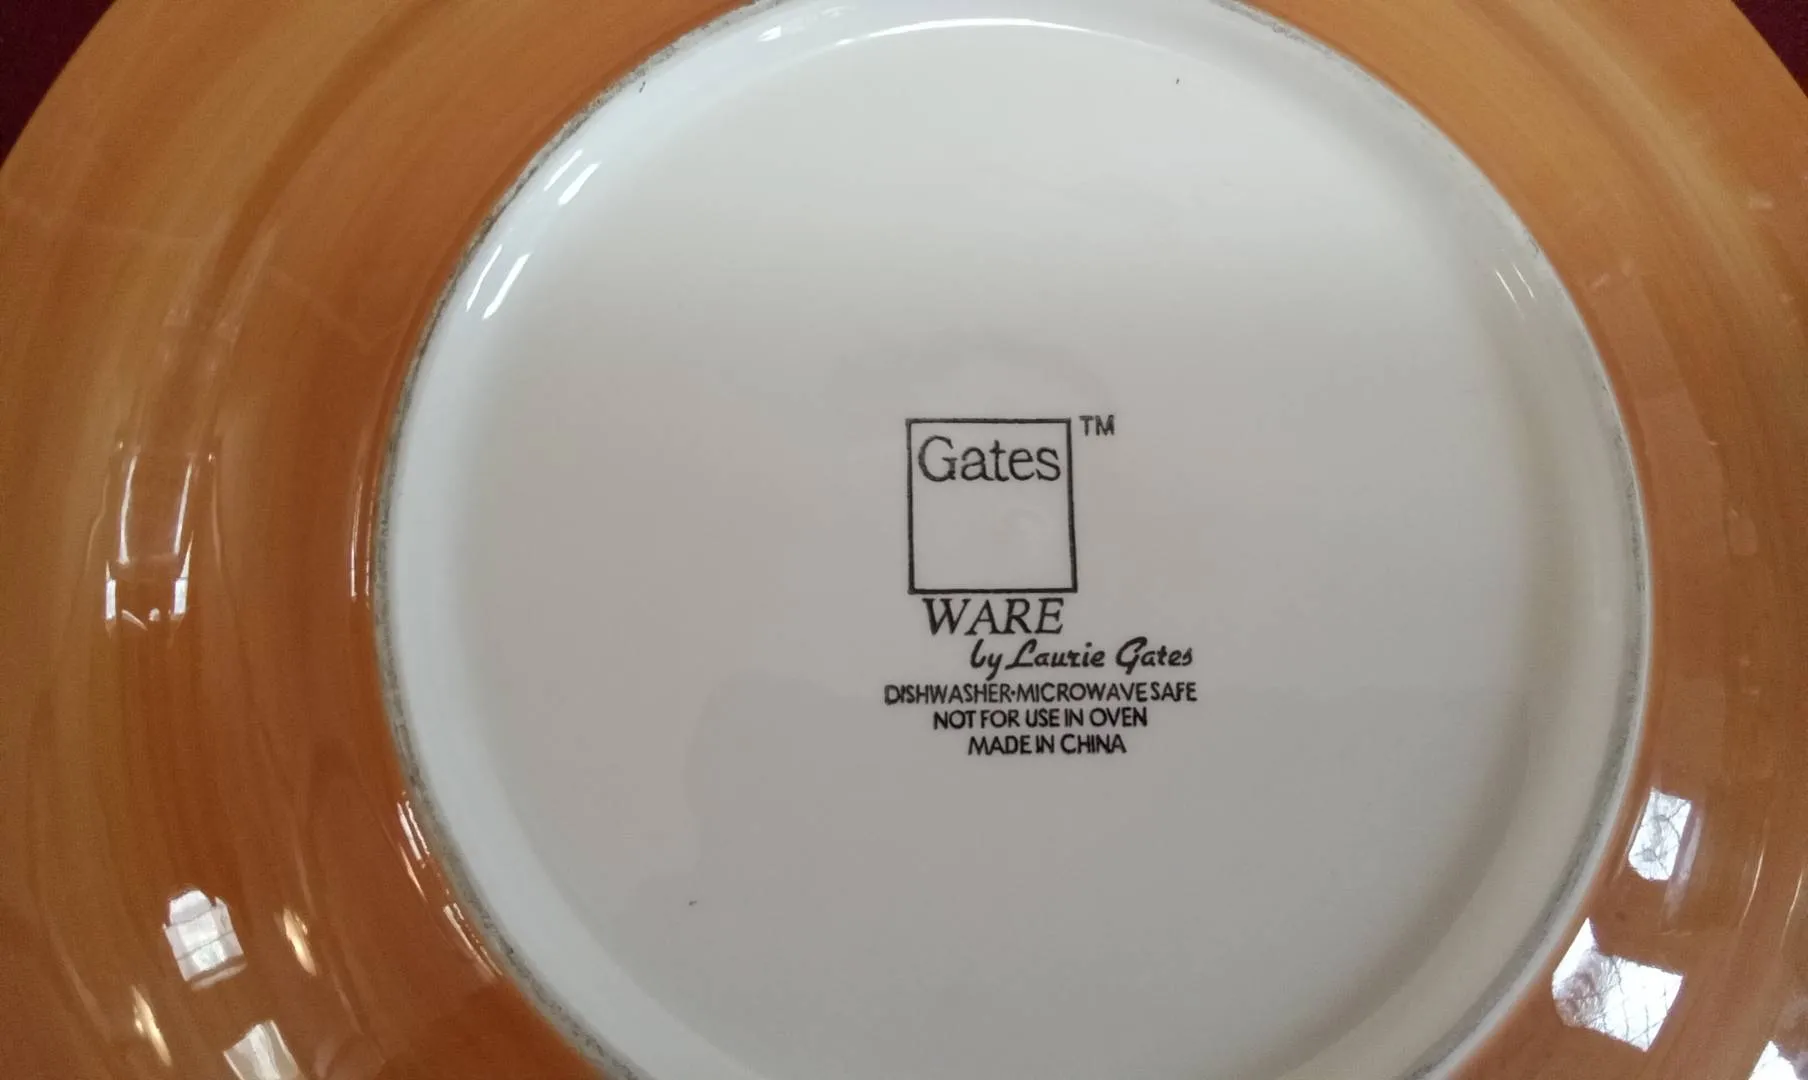 Gates TM
WARE
by Laurie Gates
DISHWASHER·MICROWAVE SAFE
NOT FOR USE IN OVEN
MADE IN CHINA